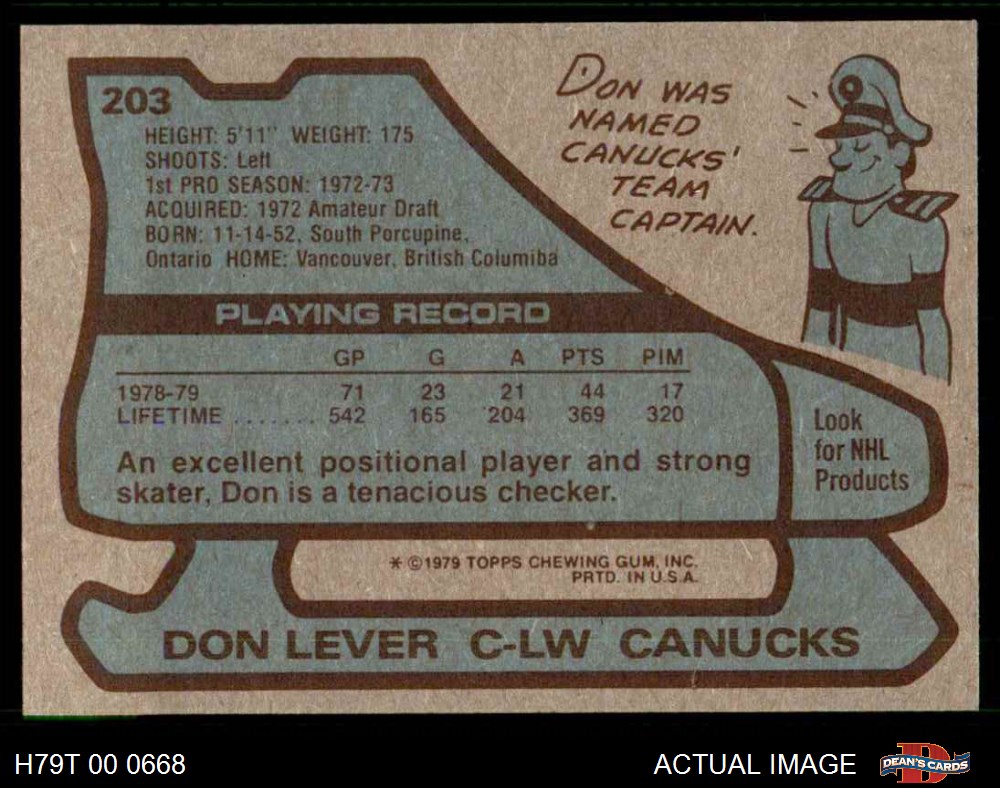 203
HEIGHT: 5'11" WEIGHT: 175
SHOOTS: Left
1st PRO SEASON: 1972-73
ACQUIRED: 1972 Amateur Draft
BORN: 11-14-52, South Porcupine,
Ontario HOME: Vancouver, British Columiba
DON WAS
NAMED
CANUCKS'
TEAM
CAPTAIN.
PLAYING RECORD
GP G A PTS PIM
1978-79 71 23 21 44 17
LIFETIME ....... 542 165 204 369 320
An excellent positional player and strong
skater, Don is a tenacious checker.
Look
for NHL
Products
* ©1979 TOPPS CHEWING GUM, INC.
PRTD. IN U.S.A.
DON LEVER C-LW CANUCKS
H79T 00 0668
ACTUAL IMAGE
D
DEAN'S CARDS